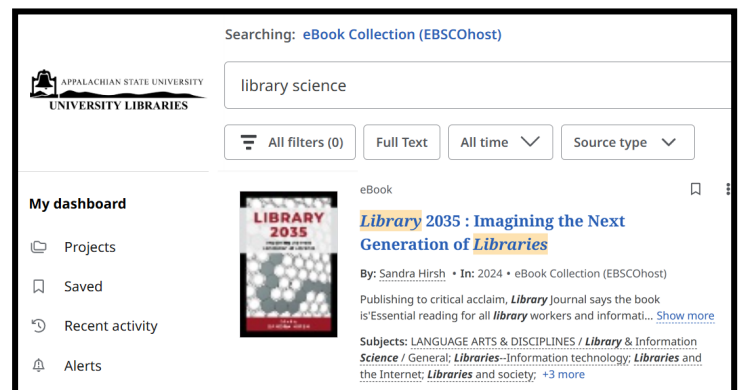 Searching: eBook Collection (EBSCOhost)
APPALACHIAN STATE UNIVERSITY
UNIVERSITY LIBRARIES
library science
All filters (0)
Full Text
All time
Source type
My dashboard
Projects
Saved
Recent activity
Alerts
LIBRARY
2035
eBook
Library 2035 : Imagining the Next
Generation of Libraries
By: Sandra Hirsh • In: 2024 • eBook Collection (EBSCOhost)
Publishing to critical acclaim, Library Journal says the book
is'Essential reading for all library workers and informati... Show more
Subjects: LANGUAGE ARTS & DISCIPLINES / Library & Information
Science / General; Libraries--Information technology; Libraries and
the Internet; Libraries and society; +3 more